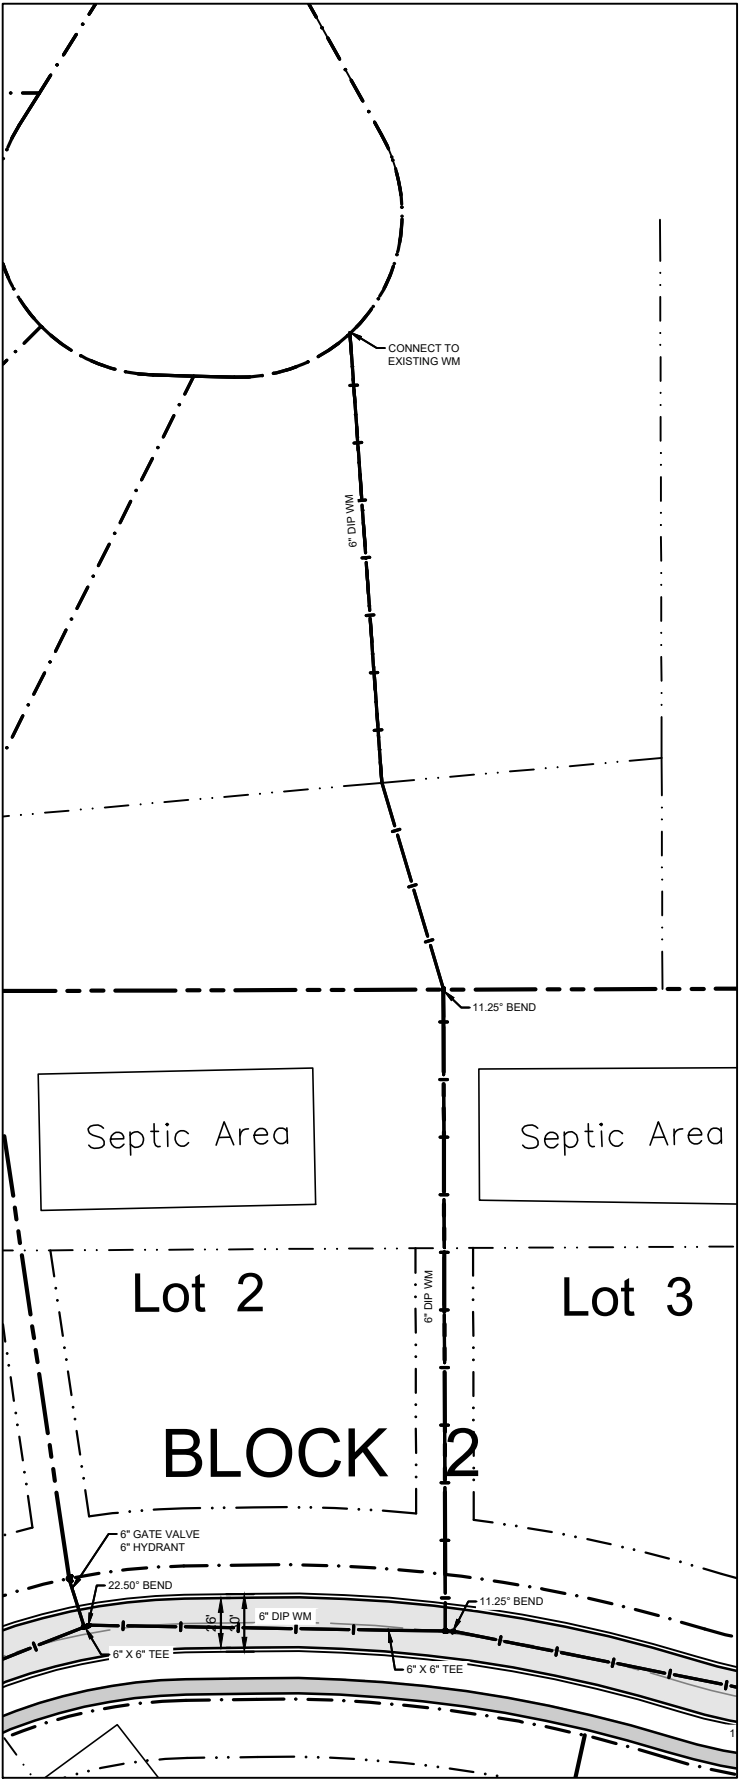 CONNECT TO
EXISTING WM
6" DIP WM
11.25° BEND
Septic Area
Septic Area
6" DIP WM
Lot 2
Lot 3
BLOCK 2
6" GATE VALVE
6" HYDRANT
22.50° BEND
11.25° BEND
26'
6" DIP WM
6" X 6" TEE
6" X 6" TEE
1